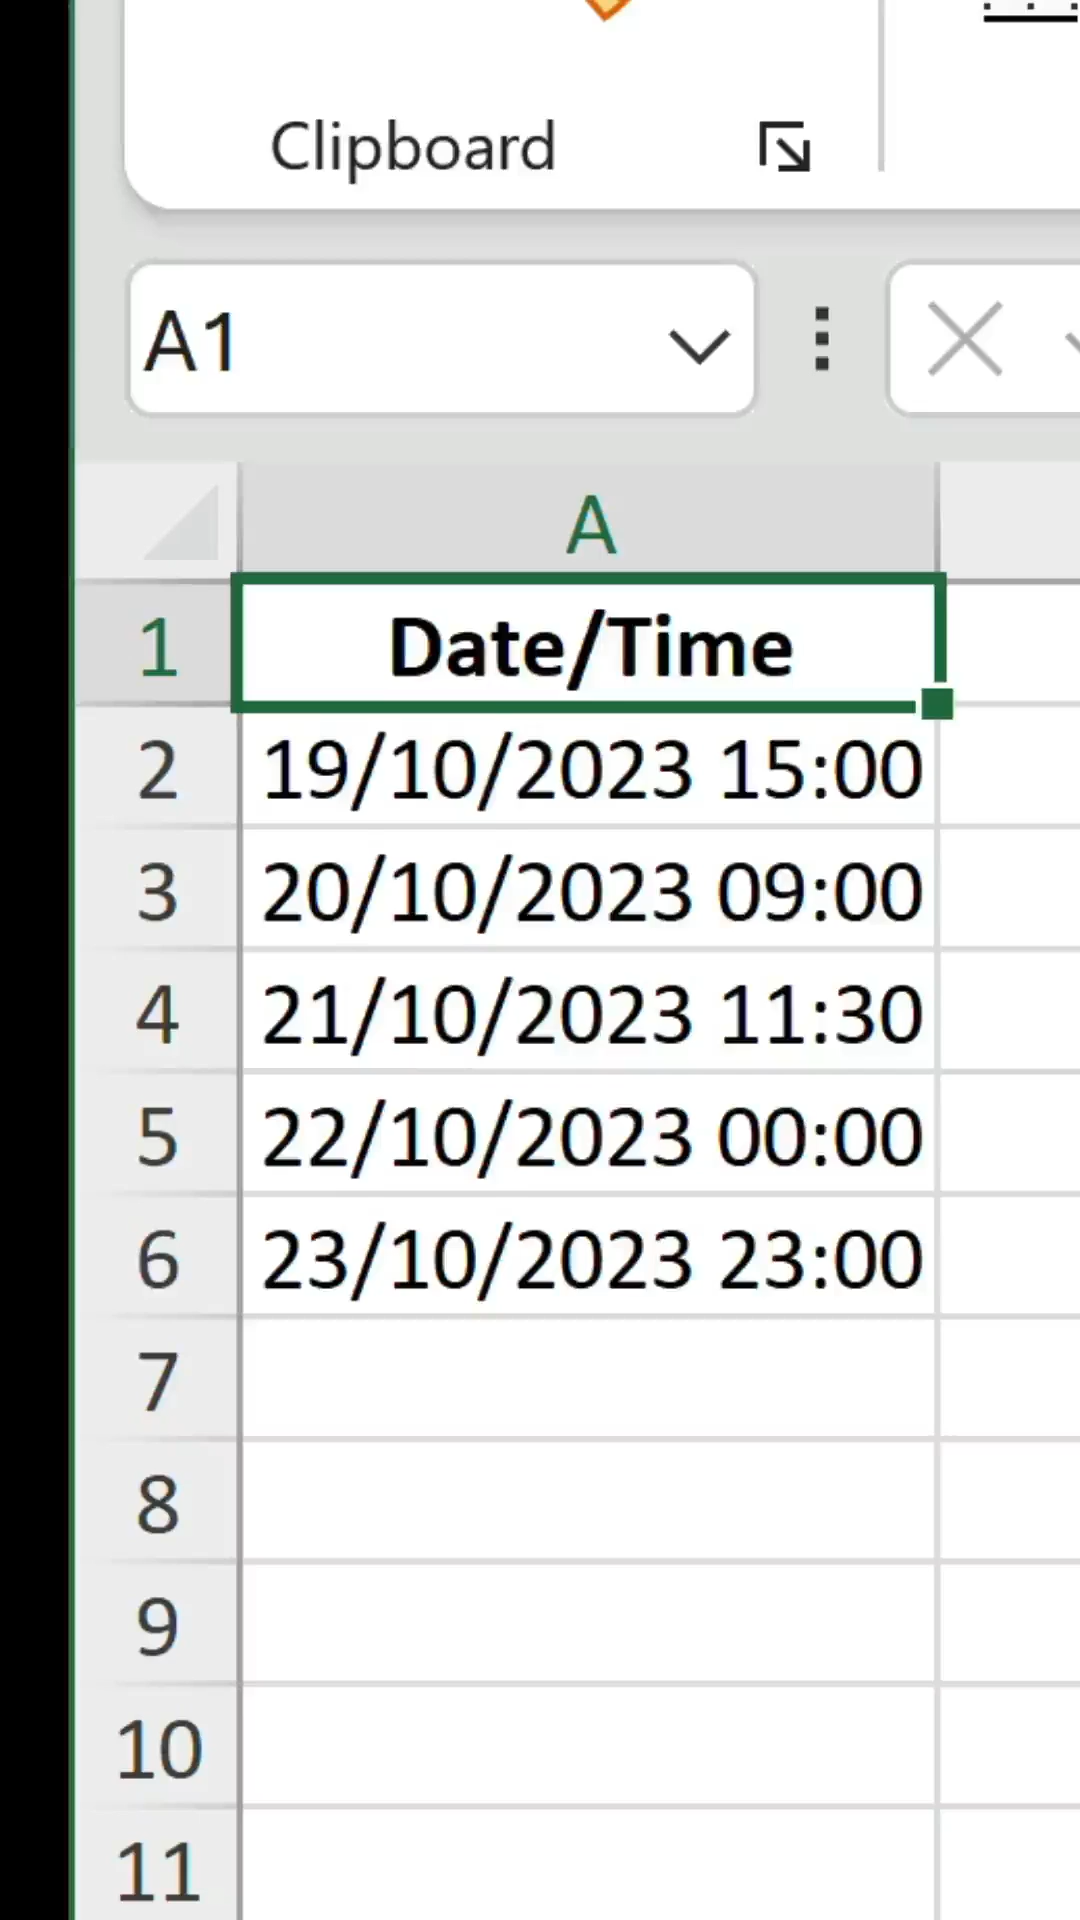 Clipboard
A1
A
1 Date/Time
2 19/10/2023 15:00
3 20/10/2023 09:00
4 21/10/2023 11:30
5 22/10/2023 00:00
6 23/10/2023 23:00
7
8
9
10
11